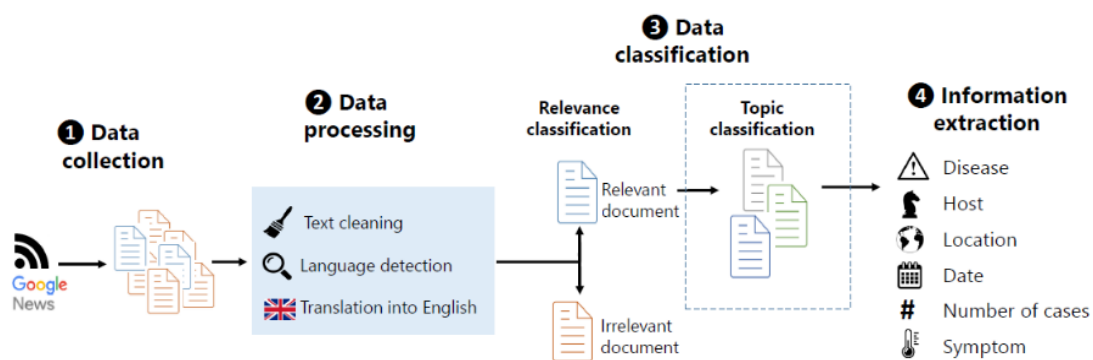 ❶ Data
collection
Google
News
❷ Data
processing
Text cleaning
Language detection
Translation into English
❸ Data
classification
Relevance
classification
Relevant
document
Irrelevant
document
Topic
classification
❹ Information
extraction
Disease
Host
Location
Date
# Number of cases
Symptom